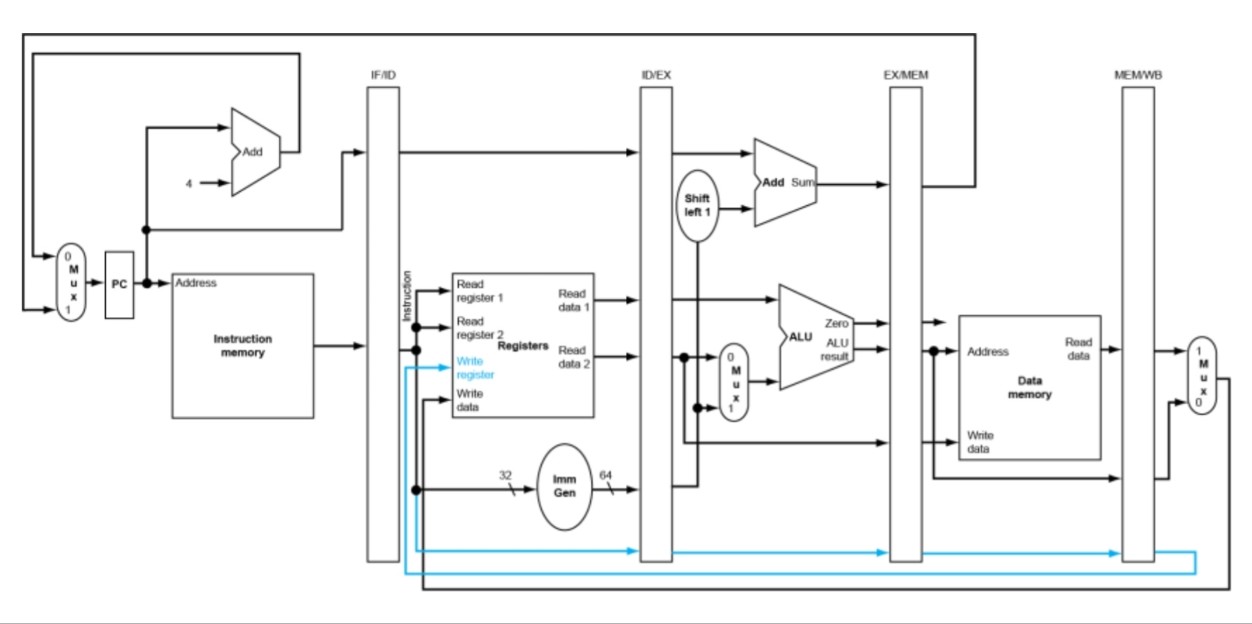 IF/ID
ID/EX
EX/MEM
MEM/WB
Add
4
Add Sum
Shift
left 1
0
M
u
x
1
PC
Address
Instruction
memory
Instruction
Read
register 1
Read
register 2
Write
register
Write
data
Registers
Read
data 1
Read
data 2
0
M
u
x
1
Zero
ALU
ALU
result
Address
Read
data
Data
memory
Write
data
1
M
u
x
0
32
Imm
Gen
64